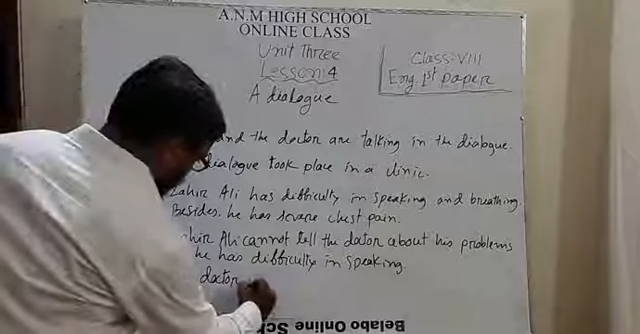 A.N.M HIGH SCHOOL
ONLINE CLASS
Unit Three
Lesson: 4
A dialogue
Class-VIII
Eng. 1st paper
and the doctor are talking in the dialogue.
dialogue took place in a clinic.
Zahir Ali has difficulty in speaking and breathing.
Besides, he has sevare chest pain.
Ali cannot tell the doctor about his problems
he has difficulty in speaking.
doctor
Belabo Online Sc